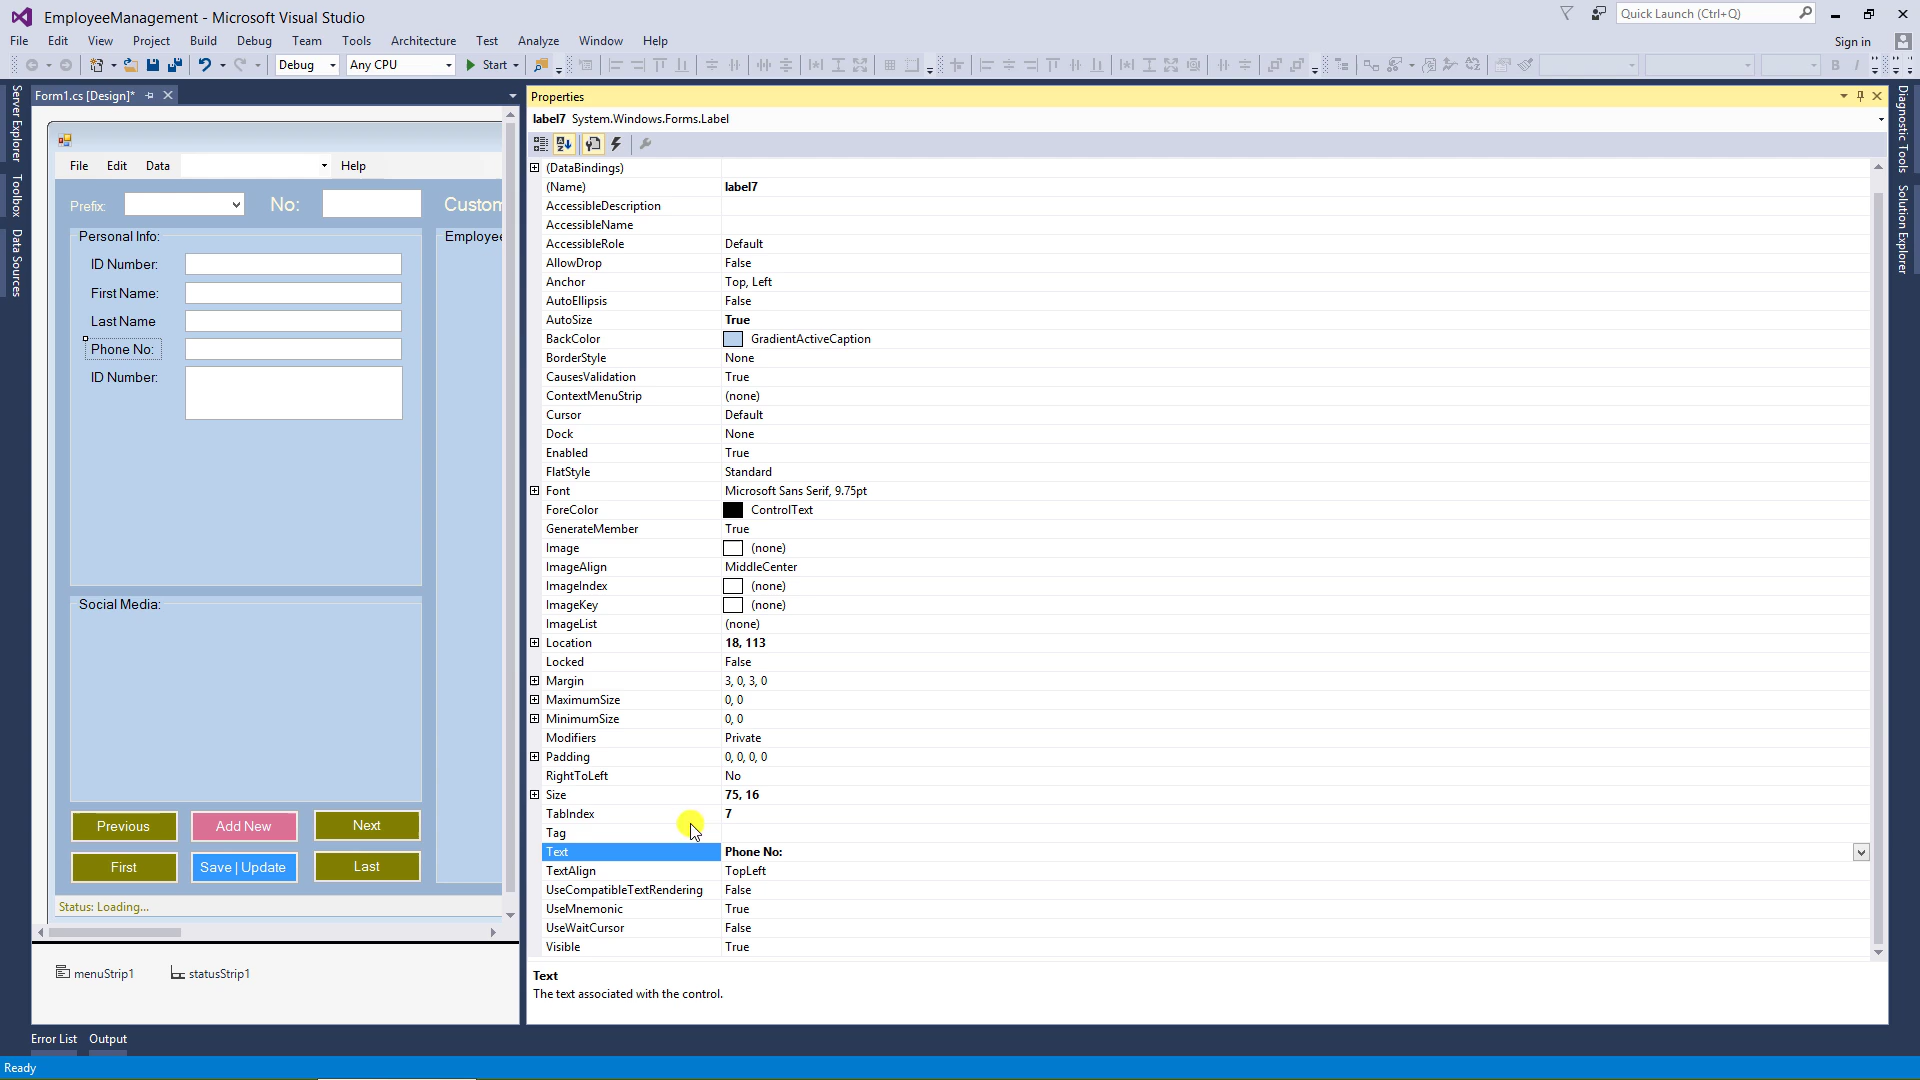 EmployeeManagement - Microsoft Visual Studio
Quick Launch (Ctrl+Q)
File Edit View Project Build Debug Team Tools Architecture Test Analyze Window Help
Sign in
Debug Any CPU Start
Server Explorer
Toolbox
Data Sources
Form1.cs [Design]*
File Edit Data Help
Prefix: No: Custom
Personal Info: Employee
ID Number:
First Name:
Last Name
Phone No:
ID Number:
Social Media:
Previous Add New Next
First Save | Update Last
Status: Loading...
menuStrip1 statusStrip1
Properties
label7 System.Windows.Forms.Label
(DataBindings)
(Name) label7
AccessibleDescription
AccessibleName
AccessibleRole Default
AllowDrop False
Anchor Top, Left
AutoEllipsis False
AutoSize True
BackColor GradientActiveCaption
BorderStyle None
CausesValidation True
ContextMenuStrip (none)
Cursor Default
Dock None
Enabled True
FlatStyle Standard
Font Microsoft Sans Serif, 9.75pt
ForeColor ControlText
GenerateMember True
Image (none)
ImageAlign MiddleCenter
ImageIndex (none)
ImageKey (none)
ImageList (none)
Location 18, 113
Locked False
Margin 3, 0, 3, 0
MaximumSize 0, 0
MinimumSize 0, 0
Modifiers Private
Padding 0, 0, 0, 0
RightToLeft No
Size 75, 16
TabIndex 7
Tag
Text Phone No:
TextAlign TopLeft
UseCompatibleTextRendering False
UseMnemonic True
UseWaitCursor False
Visible True
Text
The text associated with the control.
Diagnostic Tools
Solution Explorer
Error List Output
Ready